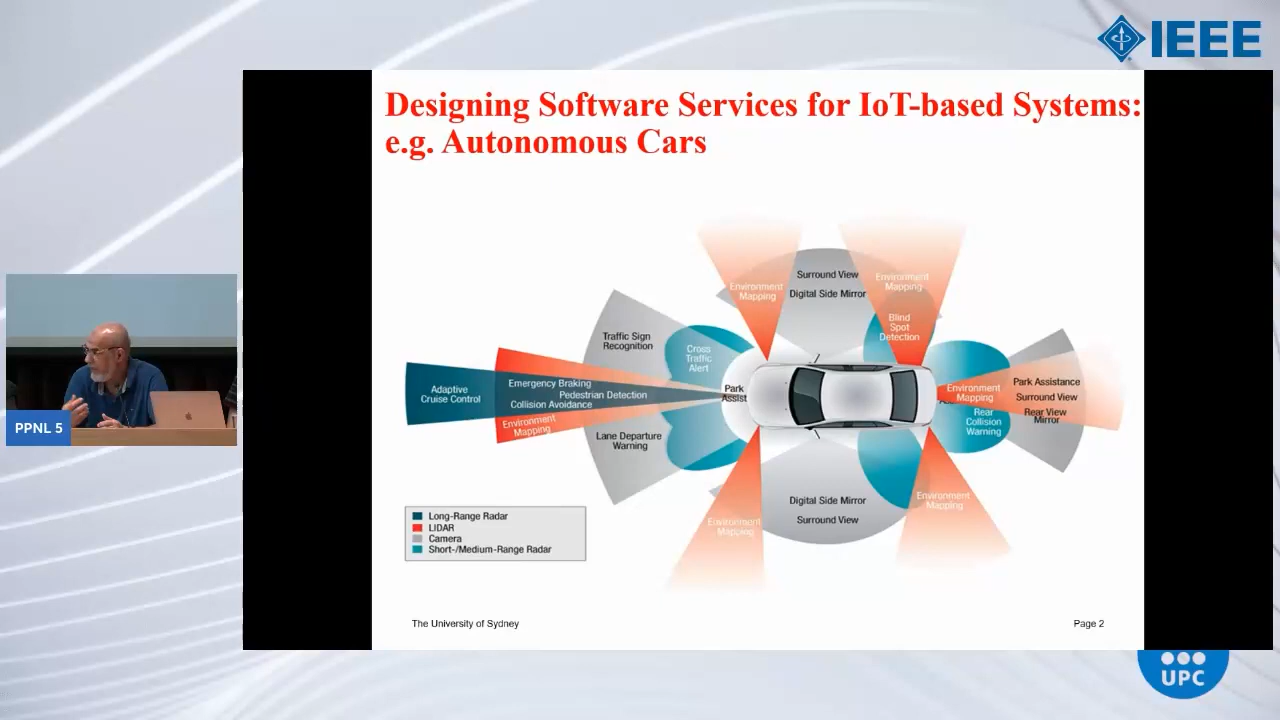 IEEE
Designing Software Services for IoT-based Systems:
e.g. Autonomous Cars
Surround View
Digital Side Mirror
Environment
Mapping
Environment
Mapping
Blind
Spot
Detection
Traffic Sign
Recognition
Cross
Traffic
Alert
Adaptive
Cruise Control
Emergency Braking
Pedestrian Detection
Collision Avoidance
Environment
Mapping
Park
Assist
Lane Departure
Warning
Environment
Mapping
Rear
Collision
Warning
Park Assistance
Surround View
Rear View
Mirror
Digital Side Mirror
Surround View
Environment
Mapping
Environment
Mapping
Long-Range Radar
LIDAR
Camera
Short-/Medium-Range Radar
The University of Sydney
Page 2
PPNL 5
UPC